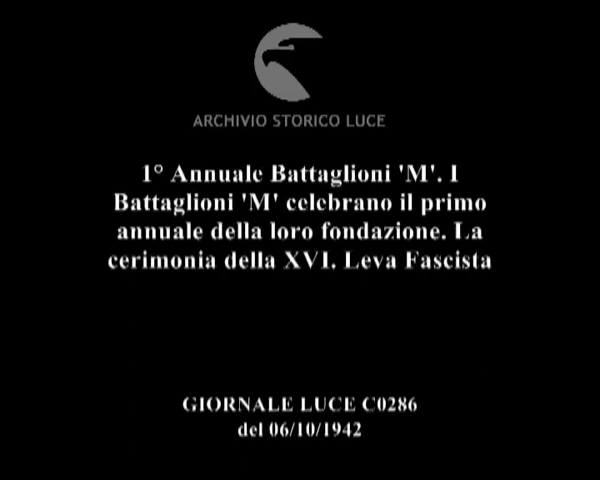 ARCHIVIO STORICO LUCE
1° Annuale Battaglioni 'M'. I
Battaglioni 'M' celebrano il primo
annuale della loro fondazione. La
cerimonia della XVI. Leva Fascista
GIORNALE LUCE C0286
del 06/10/1942